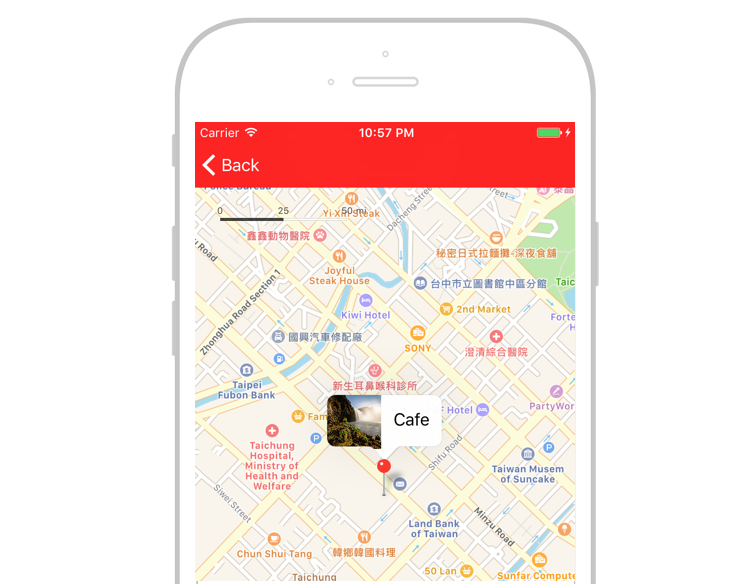 Carrier
10:57 PM
Back
Police Bureau
0 25 50 mi
Yi Xin Steak
Dacheng Street
鑫鑫動物醫院
秘密日式拉麵攤-深夜食舖
Joyful
Steak House
台中市立圖書館中區分館
Taic
Zhonghua Road Section 1
Kiwi Hotel
2nd Market
Forte
H
國興汽車修配廠
SONY
澄清綜合醫院
新生耳鼻喉科診所
Taipei
Fubon Bank
PartyWor
Fam
Cafe
F Hotel
P
P
Taichung
Hospital,
Ministry of
Health and
Welfare
Shifu Road
Taiwan Musem
of Suncake
Siwei Street
Land Bank
of Taiwan
Minzu Road
Chun Shui Tang
韓鄉韓國料理
50 Lan
Taichung
Sunfar Compute